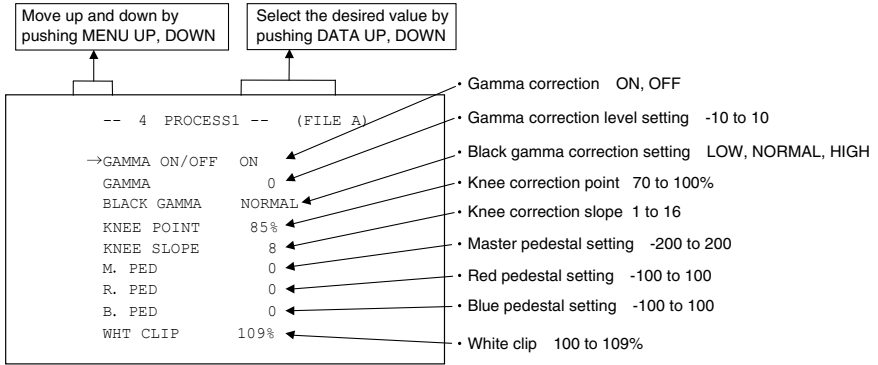 Move up and down by
pushing MENU UP, DOWN
Select the desired value by
pushing DATA UP, DOWN
-- 4 PROCESS1 -- (FILE A)
→GAMMA ON/OFF ON
GAMMA 0
BLACK GAMMA NORMAL
KNEE POINT 85%
KNEE SLOPE 8
M. PED 0
R. PED 0
B. PED 0
WHT CLIP 109%
・Gamma correction ON, OFF
・Gamma correction level setting -10 to 10
・Black gamma correction setting LOW, NORMAL, HIGH
・Knee correction point 70 to 100%
・Knee correction slope 1 to 16
・Master pedestal setting -200 to 200
・Red pedestal setting -100 to 100
・Blue pedestal setting -100 to 100
・White clip 100 to 109%